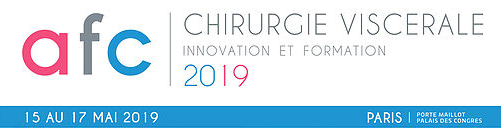 afc
CHIRURGIE VISCERALE
INNOVATION ET FORMATION
2019
15 AU 17 MAI 2019
PARIS
PORTE MAILLOT
PALAIS DES CONGRES